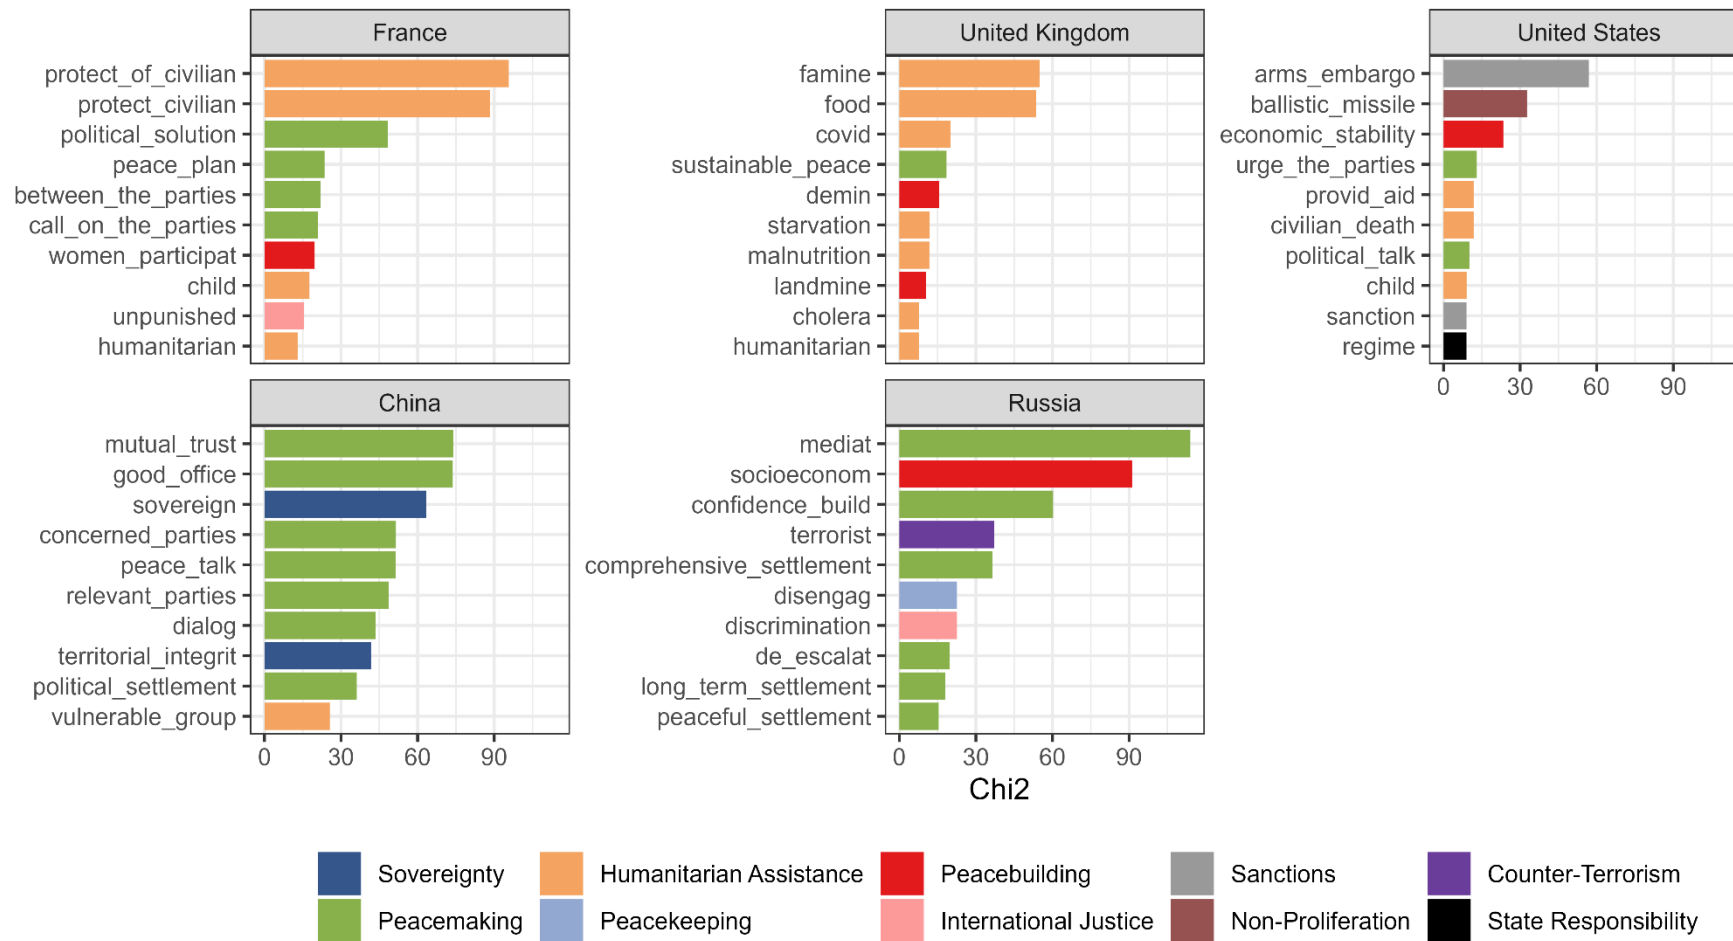 France
protect_of_civilian
protect_civilian
political_solution
peace_plan
between_the_parties
call_on_the_parties
women_participat
child
unpunished
humanitarian
United Kingdom
famine
food
covid
sustainable_peace
demin
starvation
malnutrition
landmine
cholera
humanitarian
United States
arms_embargo
ballistic_missile
economic_stability
urge_the_parties
provid_aid
civilian_death
political_talk
child
sanction
regime
0 30 60 90
China
mutual_trust
good_office
sovereign
concerned_parties
peace_talk
relevant_parties
dialog
territorial_integrit
political_settlement
vulnerable_group
0 30 60 90
Russia
mediat
socioeconom
confidence_build
terrorist
comprehensive_settlement
disengag
discrimination
de_escalat
long_term_settlement
peaceful_settlement
0 30 60 90
Chi2
Sovereignty Humanitarian Assistance Peacebuilding Sanctions Counter-Terrorism
Peacemaking Peacekeeping International Justice Non-Proliferation State Responsibility